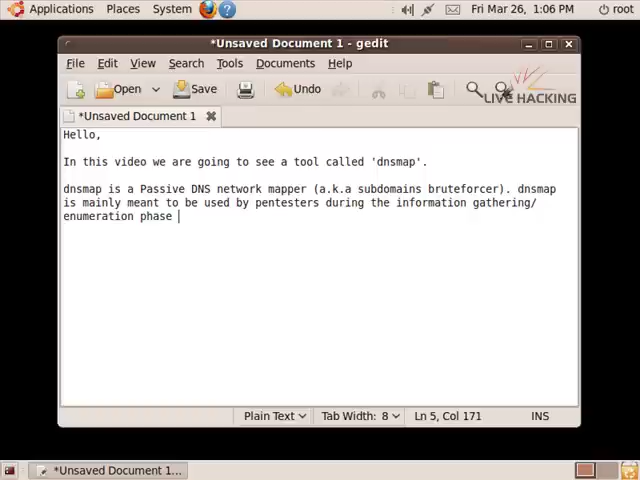 Applications Places System Fri Mar 26, 1:06 PM root
*Unsaved Document 1 - gedit
File Edit View Search Tools Documents Help
Open Save Undo
LIVE HACKING
*Unsaved Document 1
Hello,
In this video we are going to see a tool called 'dnsmap'.
dnsmap is a Passive DNS network mapper (a.k.a subdomains bruteforcer). dnsmap
is mainly meant to be used by pentesters during the information gathering/
enumeration phase
Plain Text Tab Width: 8 Ln 5, Col 171 INS
*Unsaved Document 1...